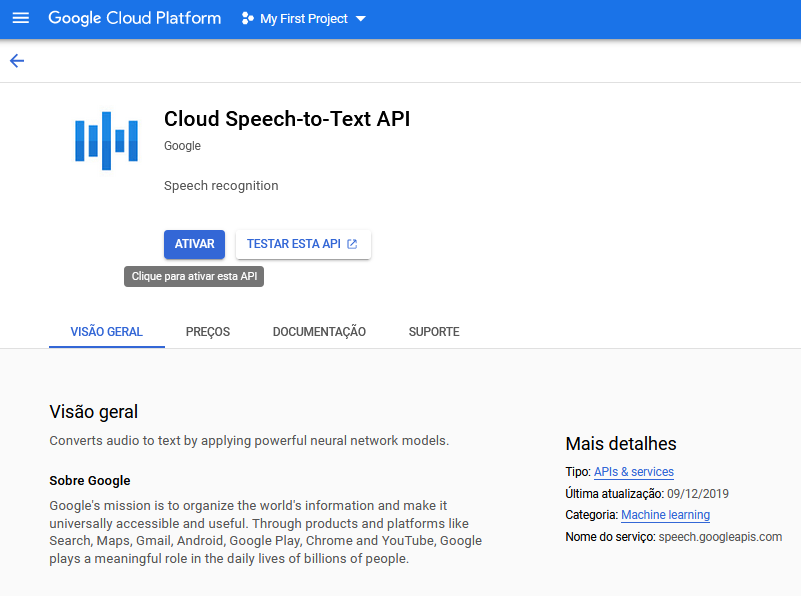 Google Cloud Platform My First Project
Cloud Speech-to-Text API
Google
Speech recognition
ATIVAR TESTAR ESTA API
Clique para ativar esta API
VISÃO GERAL PREÇOS DOCUMENTAÇÃO SUPORTE
Visão geral
Converts audio to text by applying powerful neural network models.
Sobre Google
Google's mission is to organize the world's information and make it
universally accessible and useful. Through products and platforms like
Search, Maps, Gmail, Android, Google Play, Chrome and YouTube, Google
plays a meaningful role in the daily lives of billions of people.
Mais detalhes
Tipo: APIs & services
Última atualização: 09/12/2019
Categoria: Machine learning
Nome do serviço: speech.googleapis.com